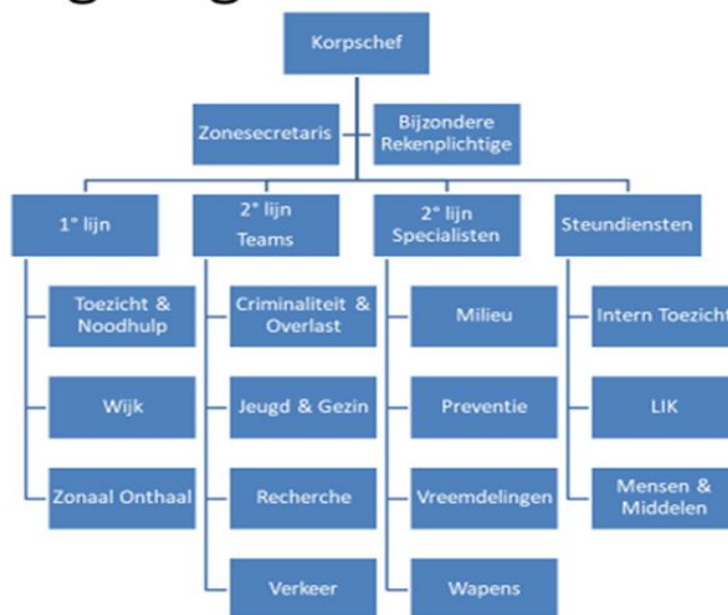 Korpschef
Zonesecretaris
Bijzondere
Rekenplichtige
1° lijn
2° lijn
Teams
2° lijn
Specialisten
Steundiensten
Toezicht &
Noodhulp
Wijk
Zonaal Onthaal
Criminaliteit &
Overlast
Jeugd & Gezin
Recherche
Verkeer
Milieu
Preventie
Vreemdelingen
Wapens
Intern Toezicht
LIK
Mensen &
Middelen